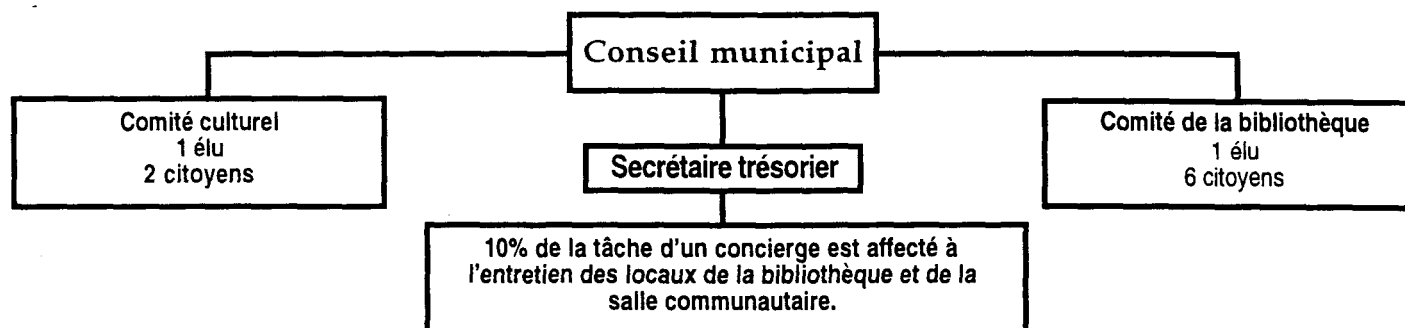 Conseil municipal
Comité culturel
1 élu
2 citoyens
Secrétaire trésorier
Comité de la bibliothèque
1 élu
6 citoyens
10% de la tâche d'un concierge est affecté à
l'entretien des locaux de la bibliothèque et de la
salle communautaire.